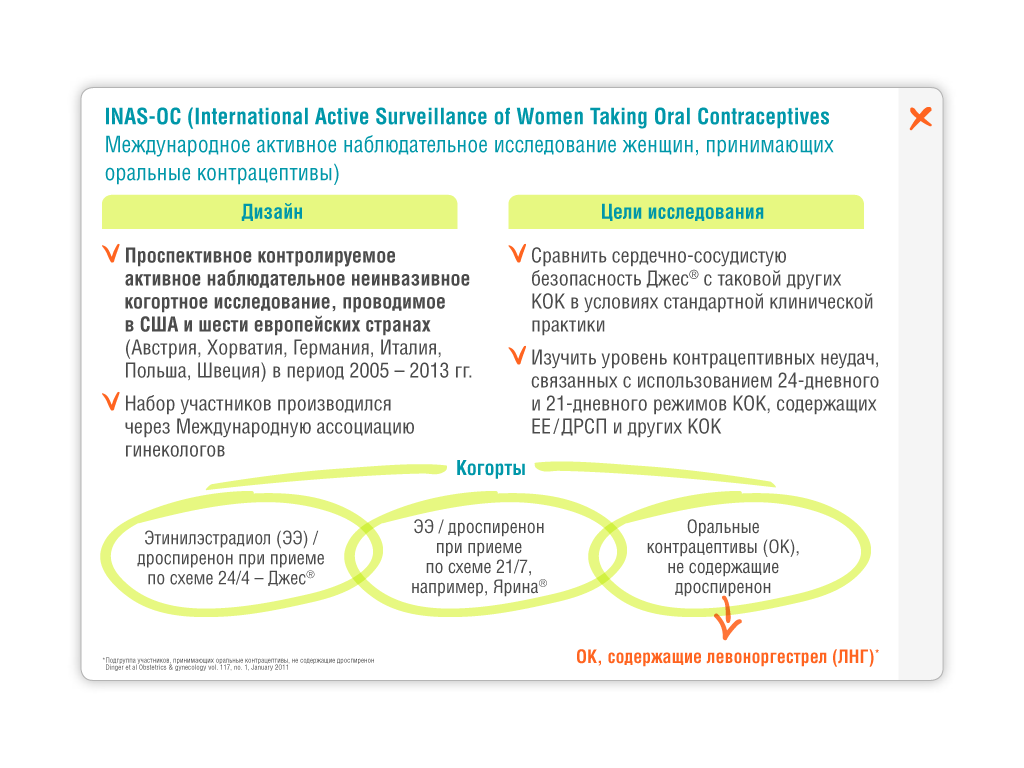 INAS-OC (International Active Surveillance of Women Taking Oral Contraceptives
Международное активное наблюдательное исследование женщин, принимающих
оральные контрацептивы)
Дизайн
Проспективное контролируемое
активное наблюдательное неинвазивное
когортное исследование, проводимое
в США и шести европейских странах
(Австрия, Хорватия, Германия, Италия,
Польша, Швеция) в период 2005 – 2013 гг.
Набор участников производился
через Международную ассоциацию
гинекологов
Цели исследования
Сравнить сердечно-сосудистую
безопасность Джес® с таковой других
КОК в условиях стандартной клинической
практики
Изучить уровень контрацептивных неудач,
связанных с использованием 24-дневного
и 21-дневного режимов КОК, содержащих
ЕЕ/ДРСП и других КОК
Когорты
Этинилэстрадиол (ЭЭ) /
дроспиренон при приеме
по схеме 24/4 – Джес®
ЭЭ / дроспиренон
при приеме
по схеме 21/7,
например, Ярина®
Оральные
контрацептивы (ОК),
не содержащие
дроспиренон
ОК, содержащие левоноргестрел (ЛНГ)*
*Подгруппа участников, принимающих оральные контрацептивы, не содержащие дроспиренон
Dinger et al Obstetrics & gynecology vol. 117, no. 1, January 2011